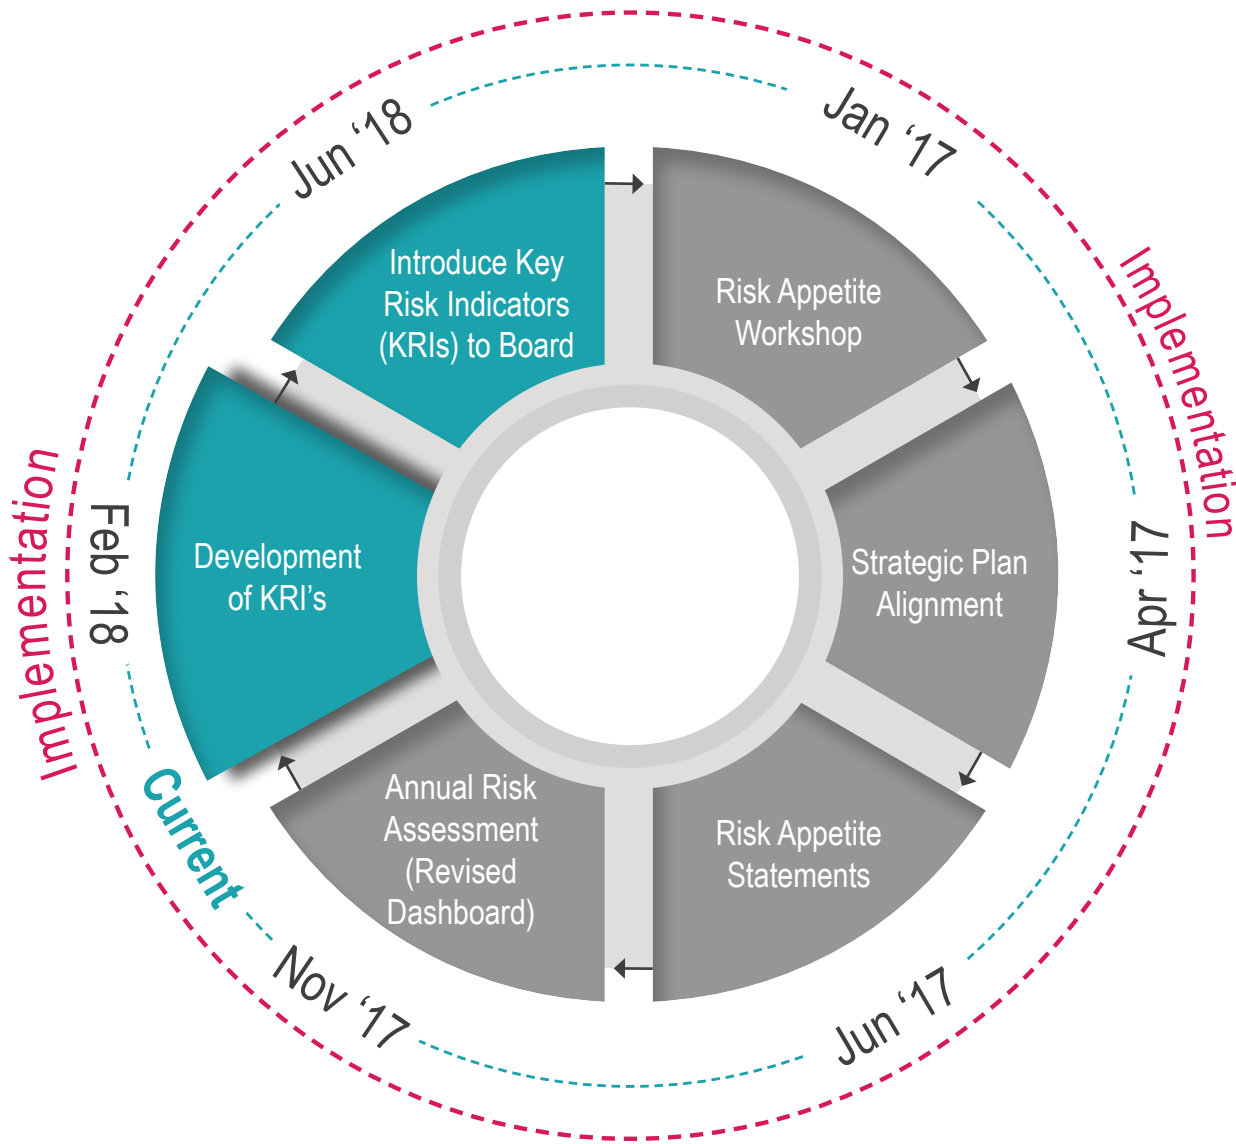 Jan ‘17
Risk Appetite
Workshop
Implementation
Apr ’17
Strategic Plan
Alignment
Jun ‘17
Risk Appetite
Statements
Nov ‘17
Annual Risk
Assessment
(Revised
Dashboard)
Current
Feb ‘18
Development
of KRI’s
Implementation
Jun ‘18
Introduce Key
Risk Indicators
(KRIs) to Board